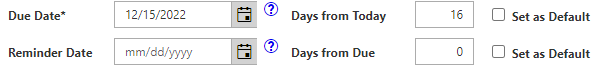 Due Date* 12/15/2022 ? Days from Today 16 Set as Default
Reminder Date mm/dd/yyyy ? Days from Due 0 Set as Default